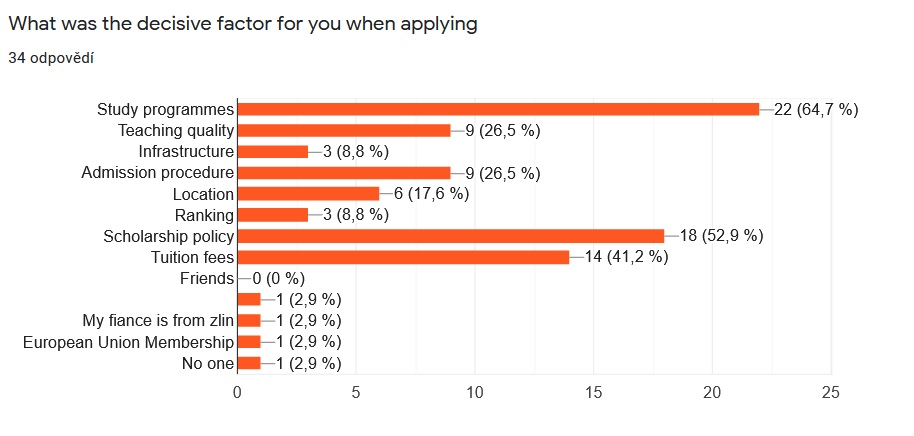 What was the decisive factor for you when applying
34 odpovědí
Study programmes 22 (64,7 %)
Teaching quality 9 (26,5 %)
Infrastructure 3 (8,8 %)
Admission procedure 9 (26,5 %)
Location 6 (17,6 %)
Ranking 3 (8,8 %)
Scholarship policy 18 (52,9 %)
Tuition fees 14 (41,2 %)
Friends 0 (0 %)
1 (2,9 %)
My fiance is from zlin 1 (2,9 %)
European Union Membership 1 (2,9 %)
No one 1 (2,9 %)
0 5 10 15 20 25